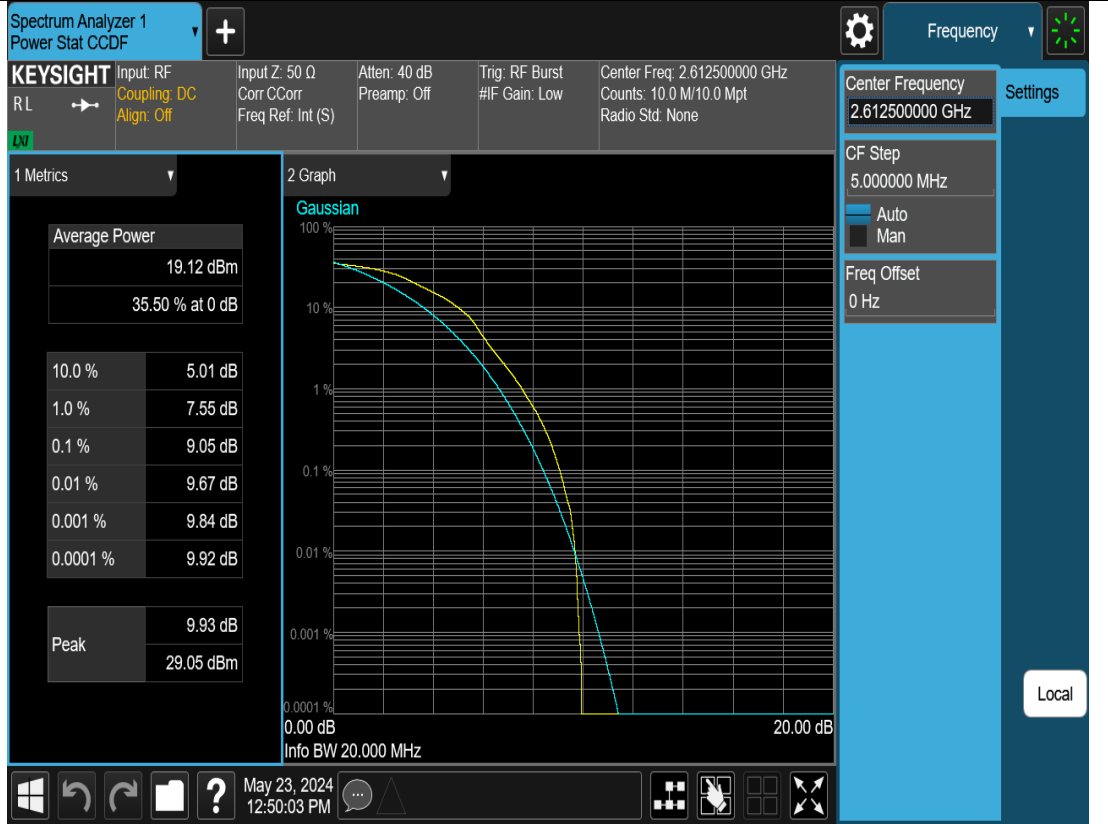 Spectrum Analyzer 1
Power Stat CCDF
+
Frequency
KEYSIGHT
RL
LXI
Input: RF
Coupling: DC
Align: Off
Input Z: 50 Ω
Corr CCorr
Freq Ref: Int (S)
Atten: 40 dB
Preamp: Off
Trig: RF Burst
#IF Gain: Low
Center Freq: 2.612500000 GHz
Counts: 10.0 M/10.0 Mpt
Radio Std: None
Center Frequency
2.612500000 GHz
Settings
CF Step
5.000000 MHz
Auto
Man
Freq Offset
0 Hz
1 Metrics
Average Power
19.12 dBm
35.50 % at 0 dB
10.0 % 5.01 dB
1.0 % 7.55 dB
0.1 % 9.05 dB
0.01 % 9.67 dB
0.001 % 9.84 dB
0.0001 % 9.92 dB
Peak 9.93 dB
29.05 dBm
2 Graph
Gaussian
100 %
10 %
1 %
0.1 %
0.01 %
0.001 %
0.0001 %
0.00 dB 20.00 dB
Info BW 20.000 MHz
Local
?
May 23, 2024
12:50:03 PM